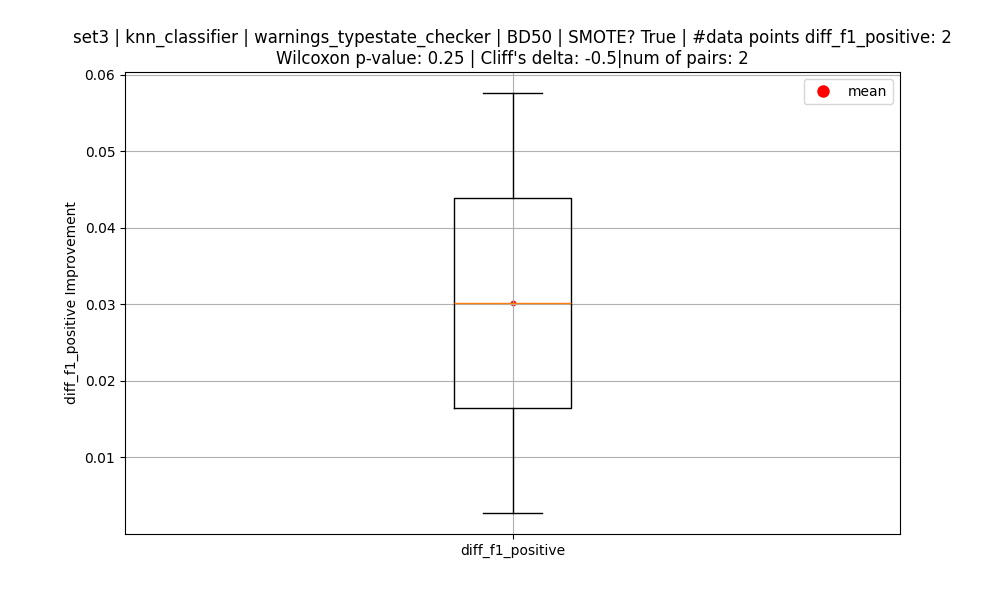 set3 | knn_classifier | warnings_typestate_checker | BD50 | SMOTE? True | #data points diff_f1_positive: 2
Wilcoxon p-value: 0.25 | Cliff's delta: -0.5|num of pairs: 2
mean
0.06
0.05
0.04
0.03
0.02
0.01
diff_f1_positive Improvement
diff_f1_positive